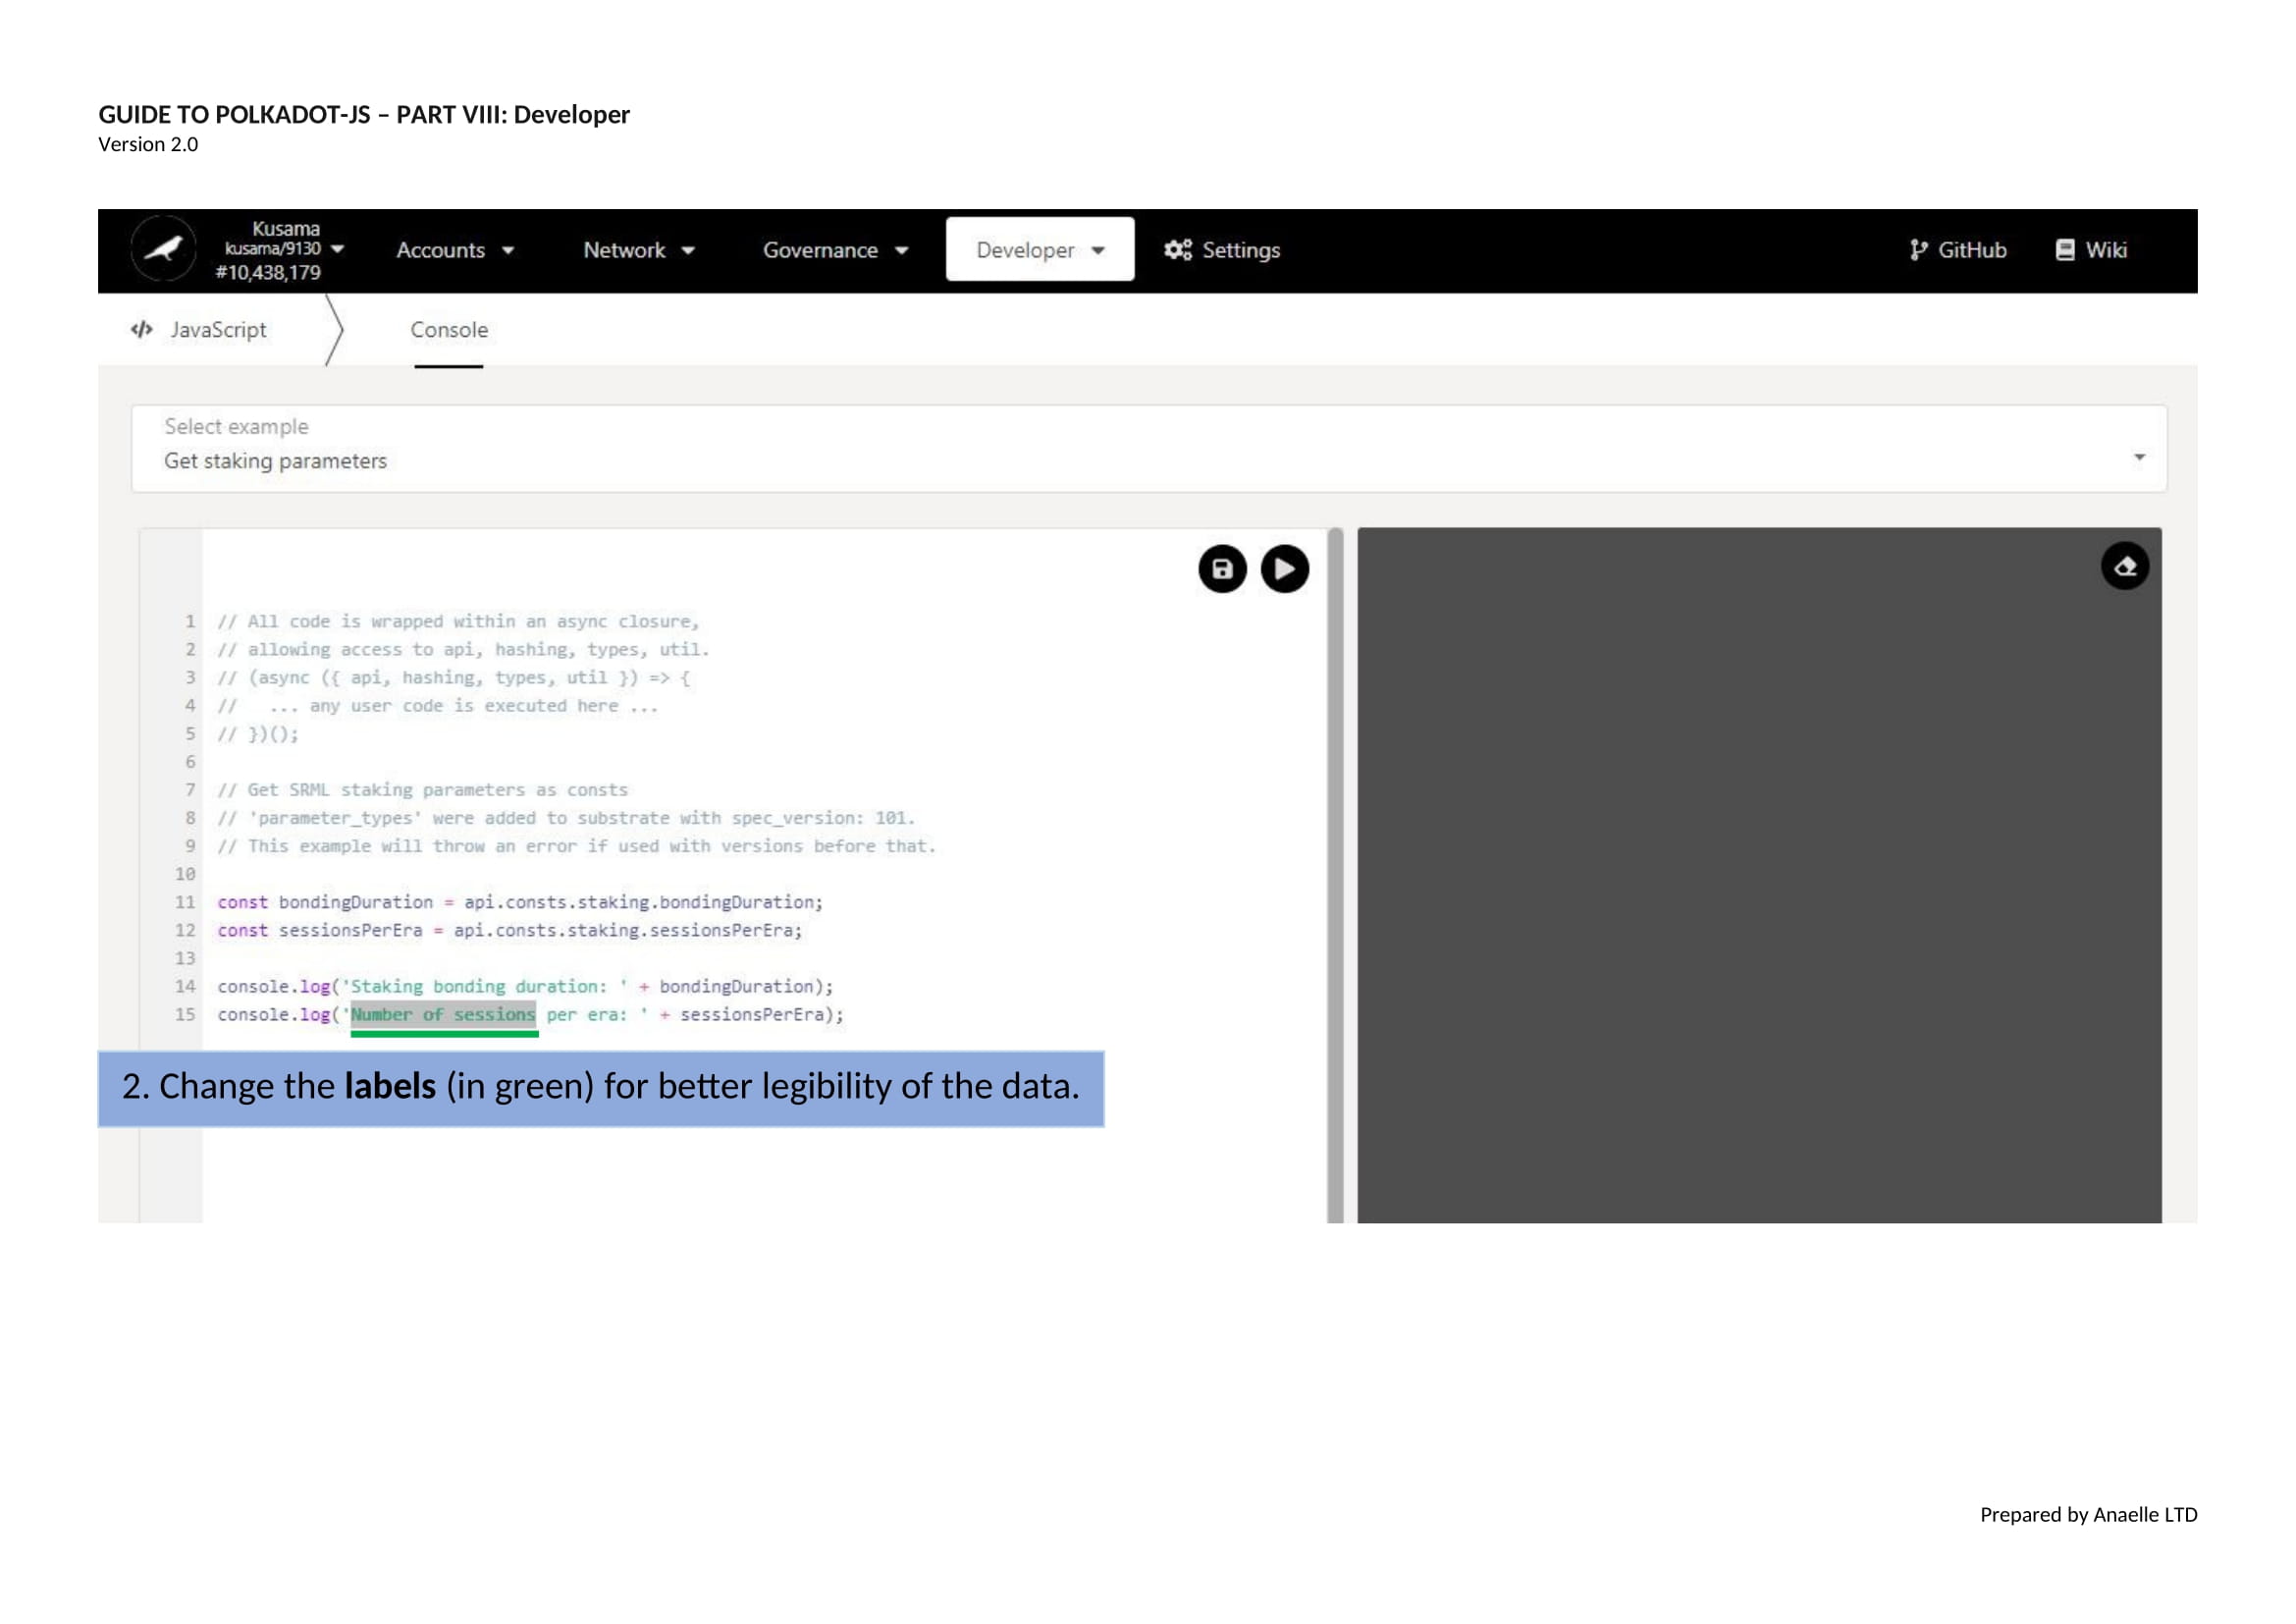 GUIDE TO POLKADOT-JS – PART VIII: Developer
Version 2.0
Kusama
kusama/9130
#10,438,179
Accounts
Network
Governance
Developer
Settings
GitHub
Wiki
</> JavaScript
Console
Select example
Get staking parameters
1 // All code is wrapped within an async closure,
2 // allowing access to api, hashing, types, util.
3 // (async ({ api, hashing, types, util }) => {
4 //   ... any user code is executed here ...
5 // })();
6
7 // Get SRML staking parameters as consts
8 // 'parameter_types' were added to substrate with spec_version: 101.
9 // This example will throw an error if used with versions before that.
10
11 const bondingDuration = api.consts.staking.bondingDuration;
12 const sessionsPerEra = api.consts.staking.sessionsPerEra;
13
14 console.log('Staking bonding duration: ' + bondingDuration);
15 console.log('Number of sessions per era: ' + sessionsPerEra);
2. Change the labels (in green) for better legibility of the data.
Prepared by Anaelle LTD